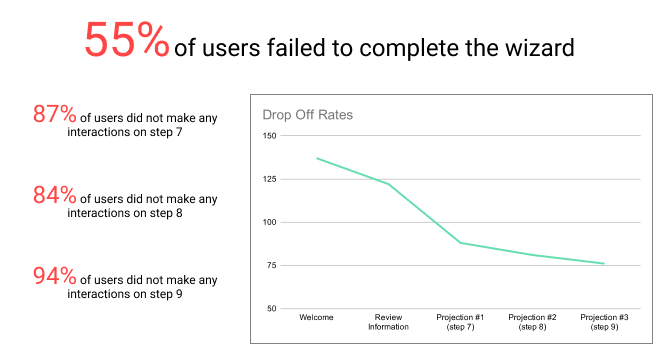 55% of users failed to complete the wizard
87% of users did not make any
interactions on step 7
84% of users did not make any
interactions on step 8
94% of users did not make any
interactions on step 9
Drop Off Rates
150
125
100
75
50
Welcome
Review
Information
Projection #1
(step 7)
Projection #2
(step 8)
Projection #3
(step 9)